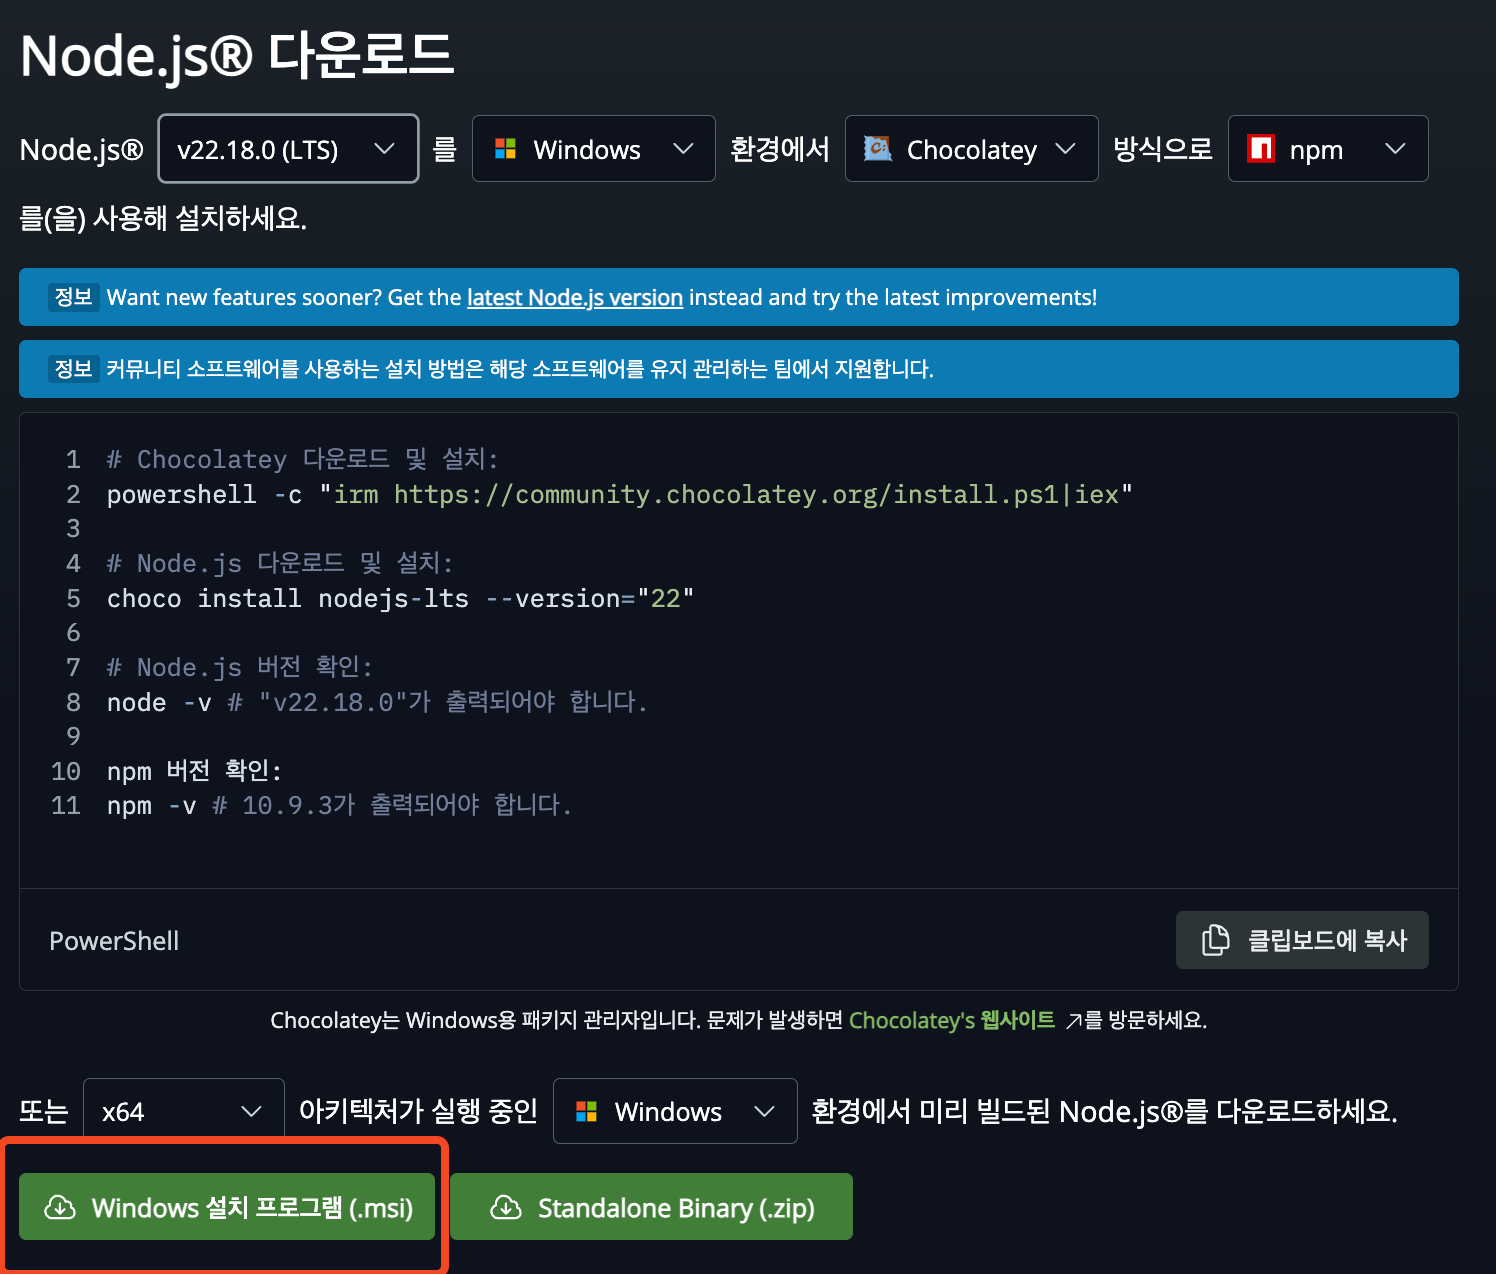 Node.js® 다운로드
Node.js® v22.18.0 (LTS) 를 Windows 환경에서 Chocolatey 방식으로 npm
를(을) 사용해 설치하세요.
정보 Want new features sooner? Get the latest Node.js version instead and try the latest improvements!
정보 커뮤니티 소프트웨어를 사용하는 설치 방법은 해당 소프트웨어를 유지 관리하는 팀에서 지원합니다.
1 # Chocolatey 다운로드 및 설치:
2 powershell -c "irm https://community.chocolatey.org/install.ps1|iex"
3
4 # Node.js 다운로드 및 설치:
5 choco install nodejs-lts --version="22"
6
7 # Node.js 버전 확인:
8 node -v # "v22.18.0"가 출력되어야 합니다.
9
10 npm 버전 확인:
11 npm -v # 10.9.3가 출력되어야 합니다.
PowerShell 클립보드에 복사
Chocolatey는 Windows용 패키지 관리자입니다. 문제가 발생하면 Chocolatey's 웹사이트 ↗를 방문하세요.
또는 x64 아키텍처가 실행 중인 Windows 환경에서 미리 빌드된 Node.js®를 다운로드하세요.
Windows 설치 프로그램 (.msi) Standalone Binary (.zip)